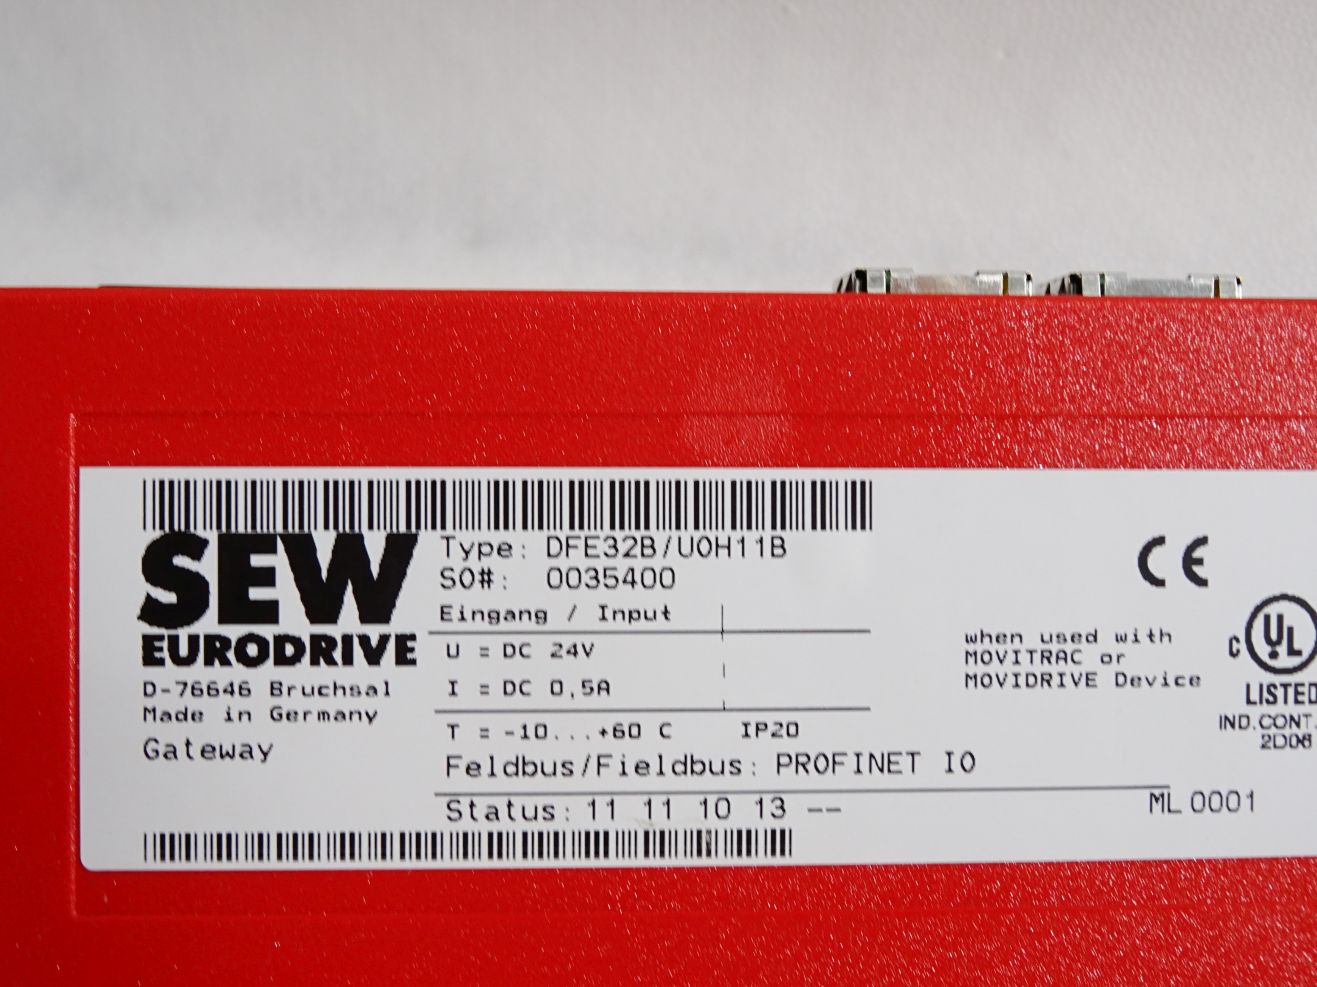 SEW
EURODRIVE
D-76646 Bruchsal
Made in Germany
Gateway
Type: DFE32B/UOH11B
SO#: 0035400
Eingang / Input
U = DC 24V
I = DC 0,5A
T = -10...+60 C IP20
Feldbus/Fieldbus: PROFINET IO
Status: 11 11 10 13 --
CE
when used with
MOVITRAC or
MOVIDRIVE Device
C UL
LISTED
IND.CONT.
2D06
ML 0001